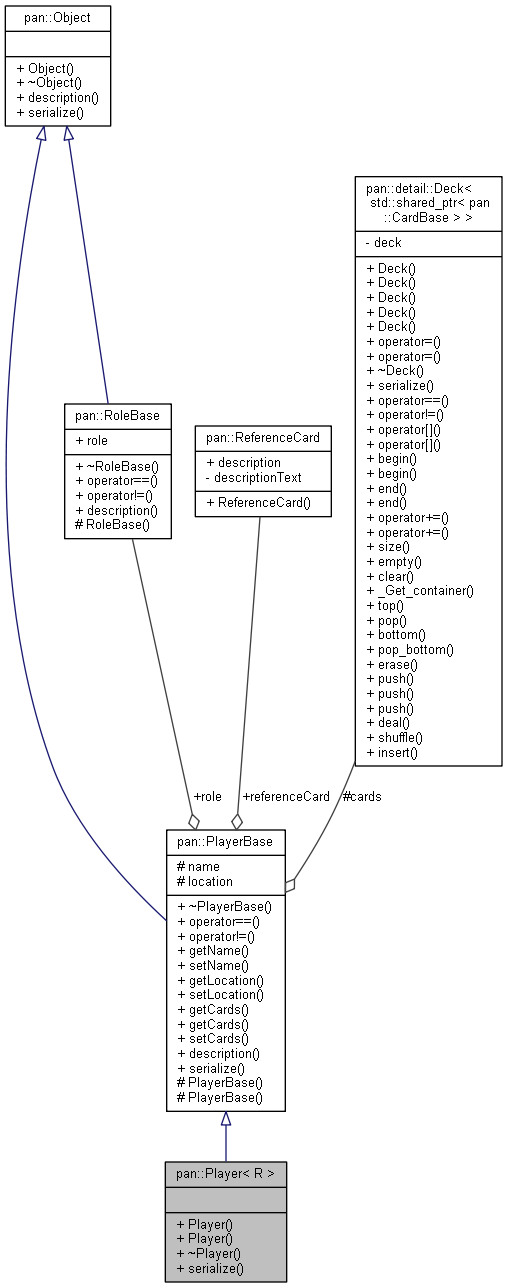 pan::Object
+ Object()
+ ~Object()
+ description()
+ serialize()
pan::detail::Deck<
std::shared_ptr< pan
::CardBase > >
- deck
+ Deck()
+ Deck()
+ Deck()
+ Deck()
+ Deck()
+ operator=()
+ operator=()
+ ~Deck()
+ serialize()
+ operator==()
+ operator!=()
+ operator[]()
+ operator[]()
+ begin()
+ begin()
+ end()
+ end()
+ operator+=()
+ operator+=()
+ size()
+ empty()
+ clear()
+ _Get_container()
+ top()
+ pop()
+ bottom()
+ pop_bottom()
+ erase()
+ push()
+ push()
+ push()
+ deal()
+ shuffle()
+ insert()
pan::RoleBase
+ role
+ ~RoleBase()
+ operator==()
+ operator!=()
+ description()
# RoleBase()
pan::ReferenceCard
+ description
- descriptionText
+ ReferenceCard()
+role
+referenceCard
#cards
pan::PlayerBase
# name
# location
+ ~PlayerBase()
+ operator==()
+ operator!=()
+ getName()
+ setName()
+ getLocation()
+ setLocation()
+ getCards()
+ getCards()
+ setCards()
+ description()
+ serialize()
# PlayerBase()
# PlayerBase()
pan::Player< R >
+ Player()
+ Player()
+ ~Player()
+ serialize()